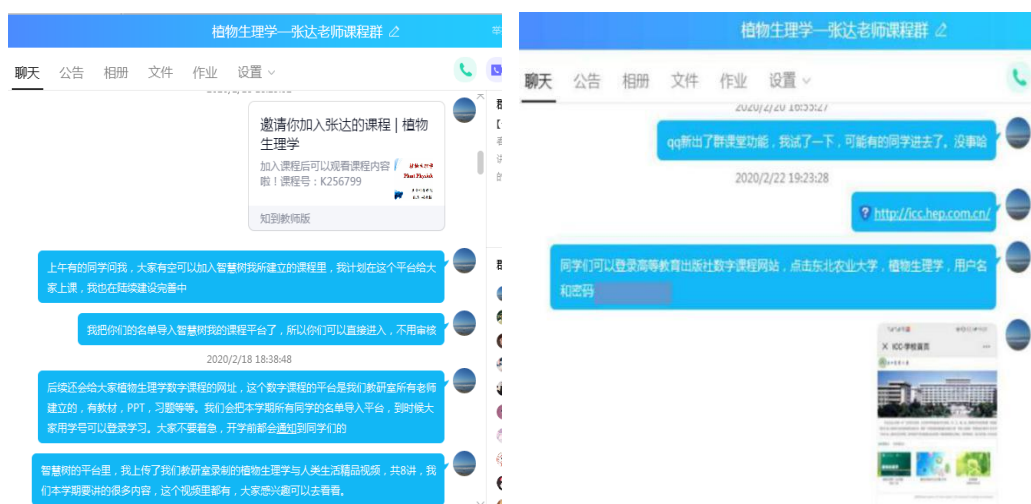 植物生理学—张达老师课程群
聊天 公告 相册 文件 作业 设置
邀请你加入张达的课程 | 植物
生理学
加入课程后可以观看课程内容
啦！课程号：K256799
知到教师版
上午有的同学问我，大家有空可以加入智慧树我所建立的课程里，我计划在这个平台给大
家上课，我也在陆续建设完善中
我把你们的名单导入智慧树我的课程平台了，所以你们可以直接进入，不用审核
2020/2/18 18:38:48
后续还会给大家植物生理学数字课程的网址，这个数字课程的平台是我们教研室所有老师
建立的，有教材，PPT，习题等等。我们会把本学期所有同学的名单导入平台，到时候大
家用学号可以登录学习。大家不要着急，开学前都会通知到同学们的
智慧树的平台里，我上传了我们教研室录制的植物生理学与人类生活精品视频，共8讲，我
们本学期要讲的很多内容，这个视频里都有，大家感兴趣可以去看看。
植物生理学—张达老师课程群
聊天 公告 相册 文件 作业 设置
2020/2/20 16:55:27
qq新出了群课堂功能，我试了一下，可能有的同学进去了。没事哈
2020/2/22 19:23:28
http://icc.hep.com.cn/
同学们可以登录高等教育出版社数字课程网站，点击东北农业大学，植物生理学，用户名
和密码
ICC-学校首页